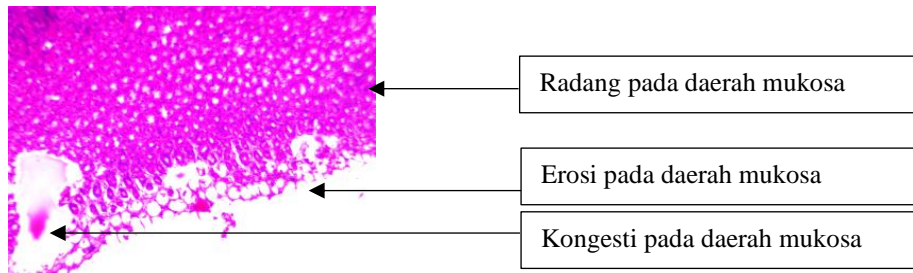 Radang pada daerah mukosa
Erosi pada daerah mukosa
Kongesti pada daerah mukosa